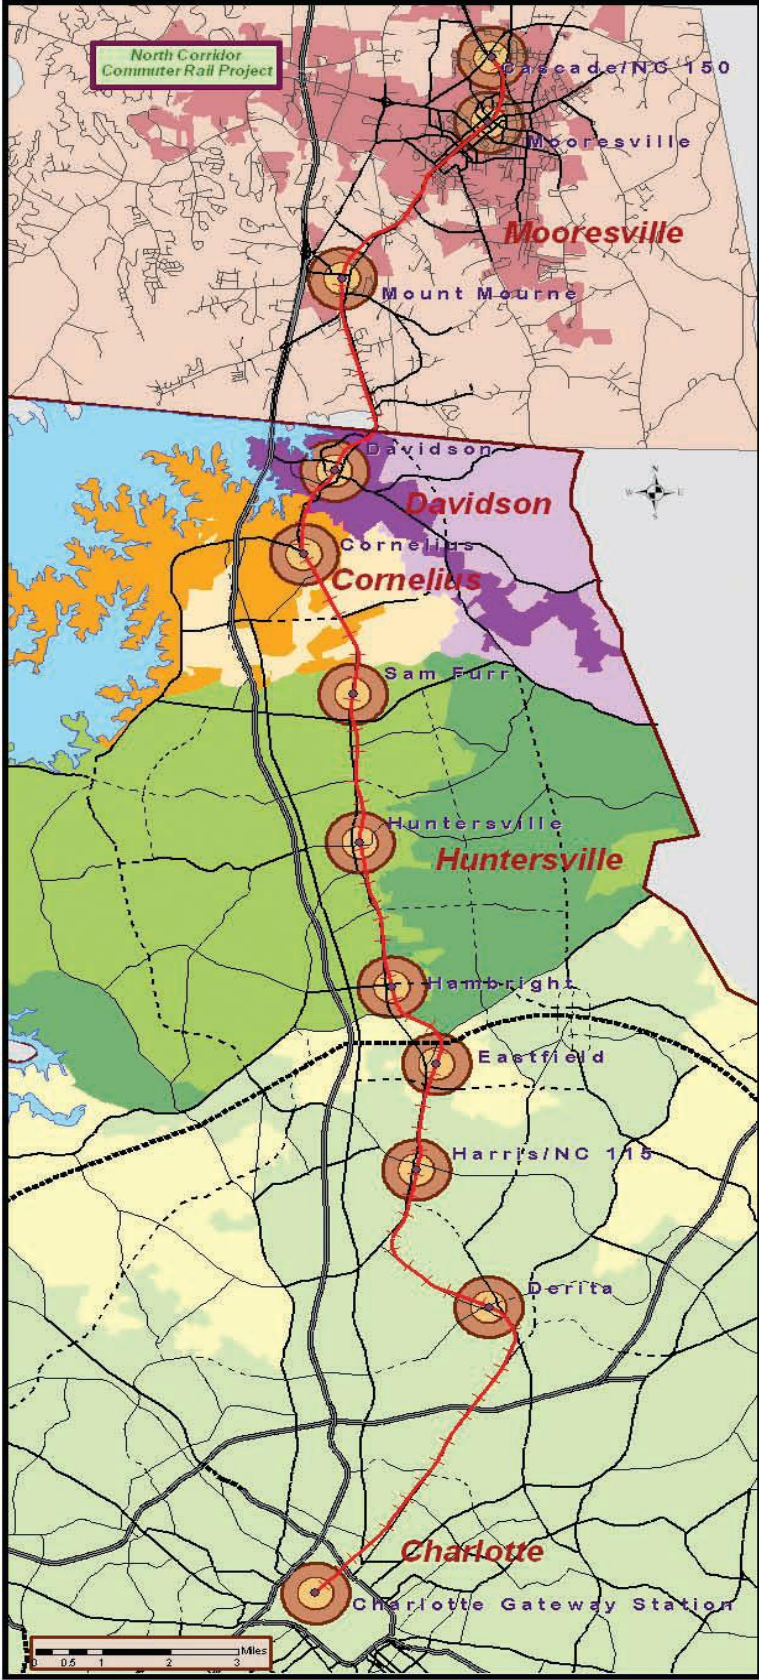 North Corridor
Commuter Rail Project
Cascade/NC 150
Mooresville
Mooresville
Mount Mourne
Davidson
N
W E
S
Davidson
Cornelius
Cornelius
Sam Furr
Huntersville
Huntersville
Hambright
Eastfield
Harris/NC 115
Derita
Charlotte
Charlotte Gateway Station
Miles
0 0.5 1 2 3